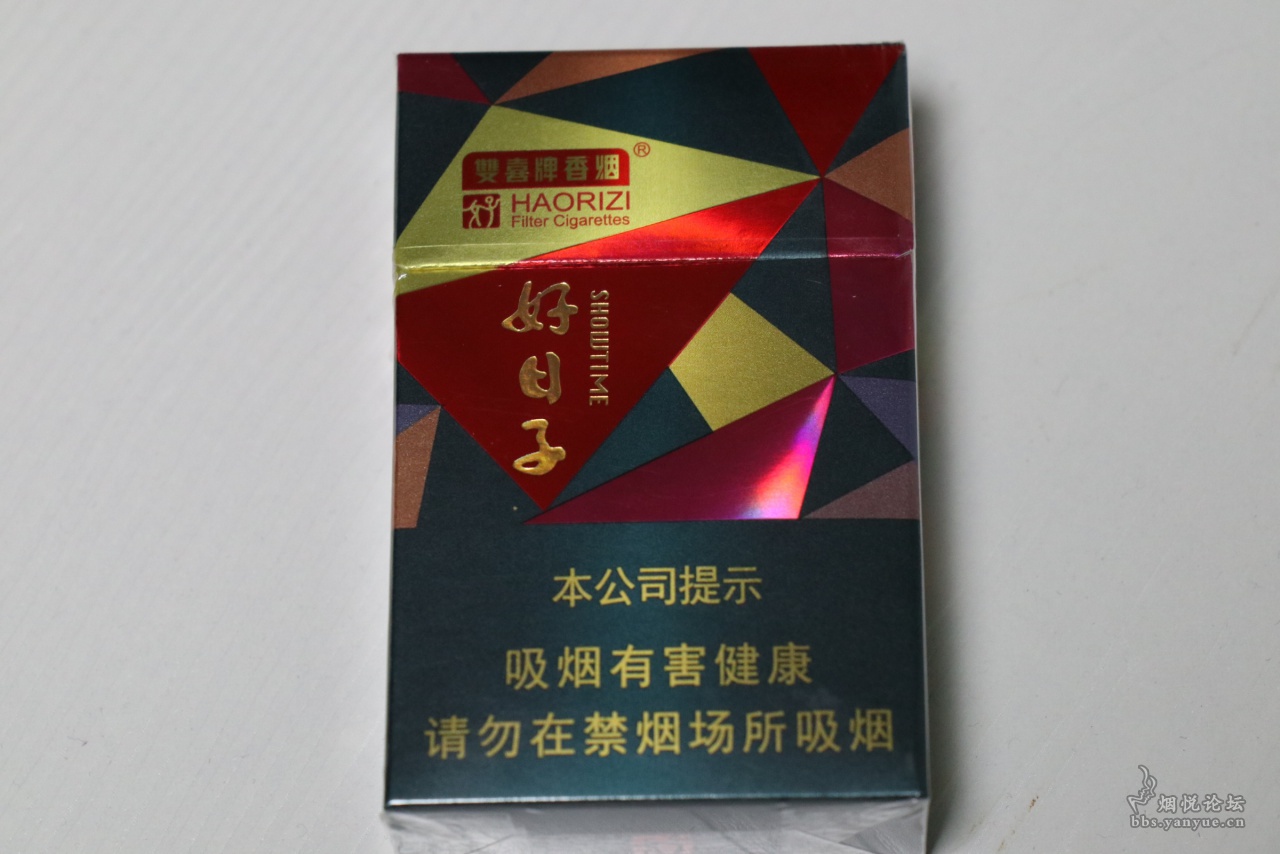 雙喜牌香烟®
HAORIZI
Filter Cigarettes
好日子
SHOWTIME
本公司提示
吸烟有害健康
请勿在禁烟场所吸烟
烟悦论坛
bbs.yanyue.cn